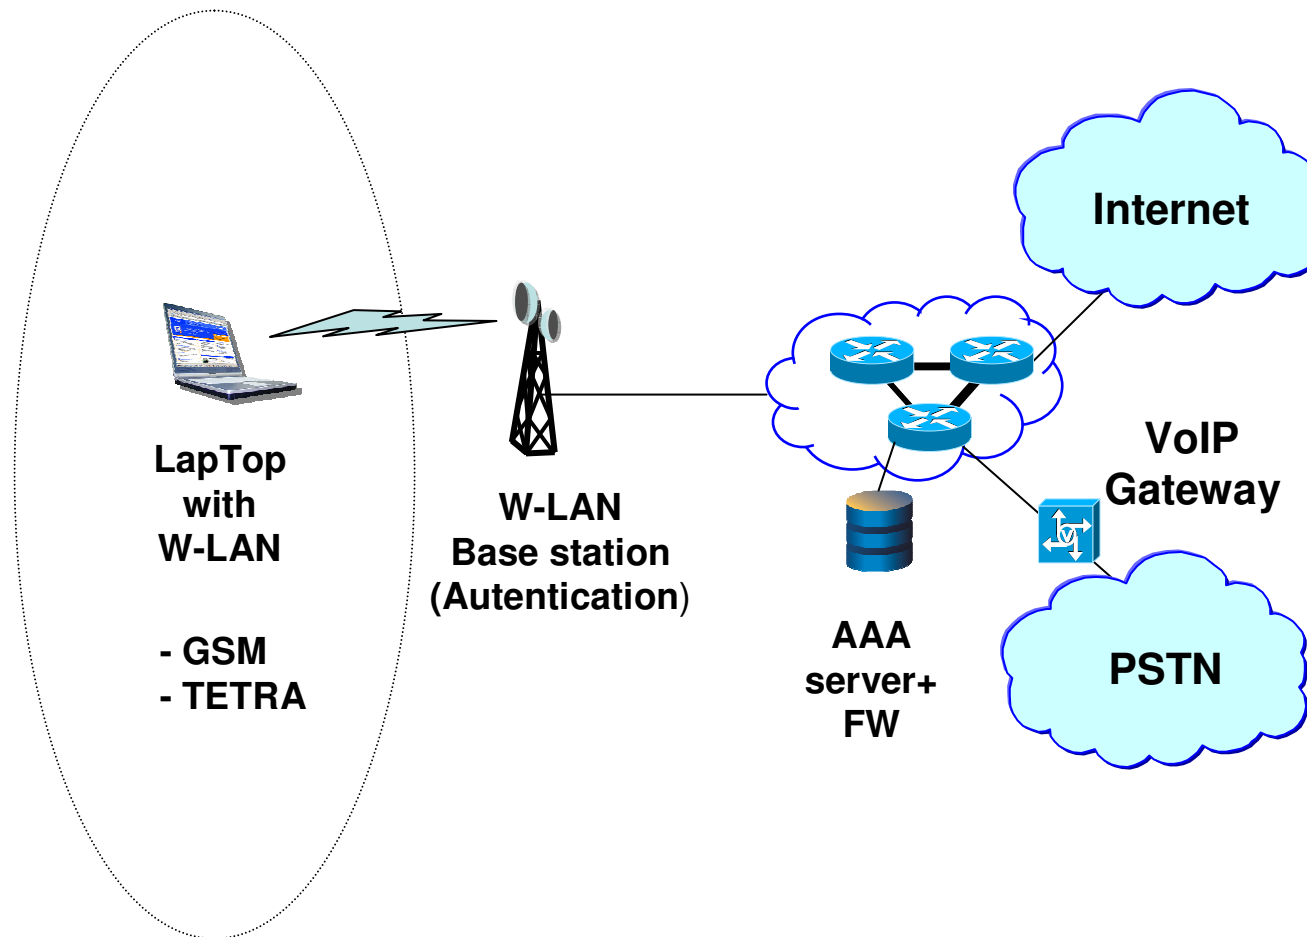 Internet
LapTop
with
W-LAN
- GSM
- TETRA
W-LAN
Base station
(Autentication)
VoIP
Gateway
V
AAA
server+
FW
PSTN